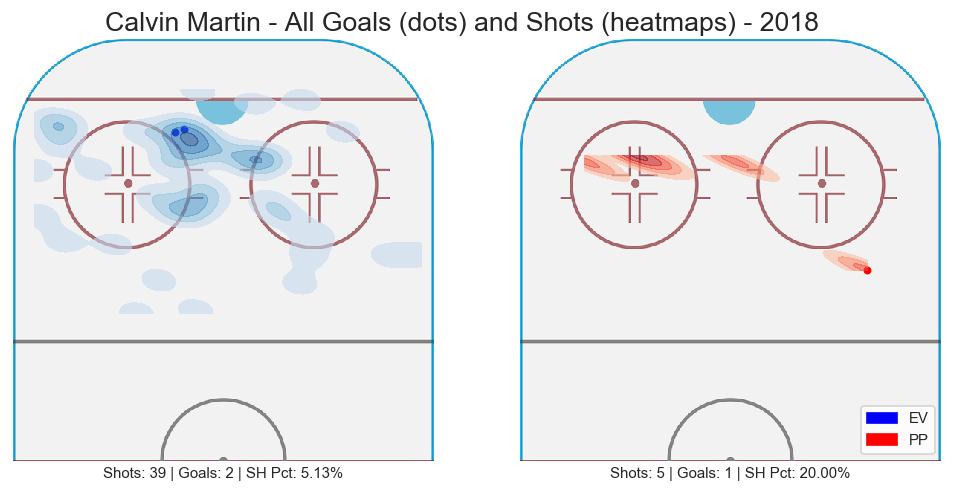 Calvin Martin - All Goals (dots) and Shots (heatmaps) - 2018
EV
PP
Shots: 39 | Goals: 2 | SH Pct: 5.13%
Shots: 5 | Goals: 1 | SH Pct: 20.00%